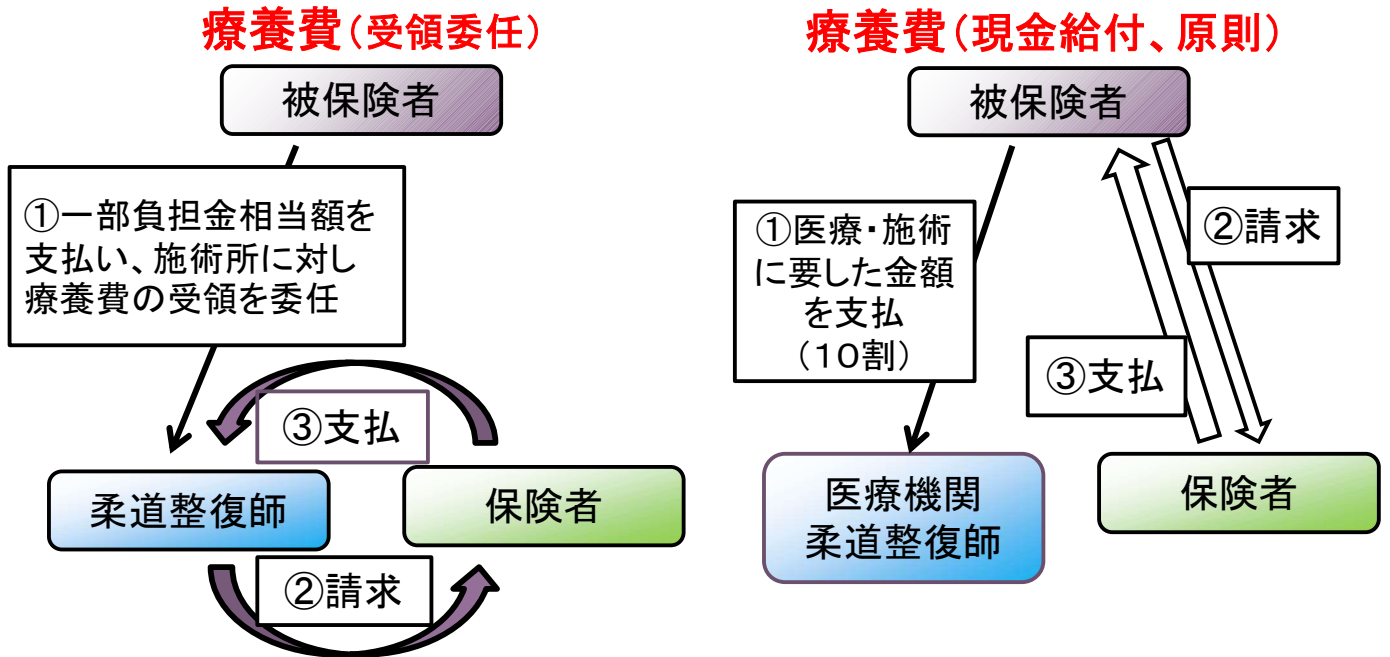 療養費（受領委任）
被保険者
①一部負担金相当額を
支払い、施術所に対し
療養費の受領を委任
③支払
柔道整復師
保険者
②請求
療養費（現金給付、原則）
被保険者
②請求
①医療・施術
に要した金額
を支払
（１０割）
③支払
医療機関
柔道整復師
保険者